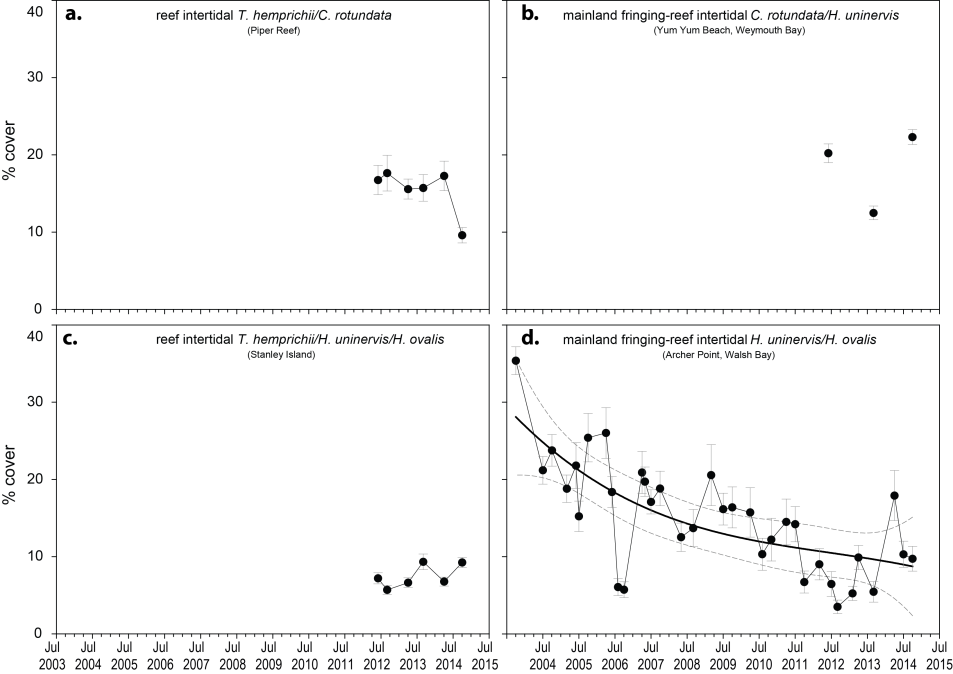 a. reef intertidal T. hemprichii/C. rotundata
(Piper Reef)
b. mainland fringing-reef intertidal C. rotundata/H. uninervis
(Yum Yum Beach, Weymouth Bay)
40
30
20
10
0
% cover
c. reef intertidal T. hemprichii/H. uninervis/H. ovalis
(Stanley Island)
d. mainland fringing-reef intertidal H. uninervis/H. ovalis
(Archer Point, Walsh Bay)
40
30
20
10
0
% cover
Jul Jul Jul Jul Jul Jul Jul Jul Jul Jul Jul Jul Jul
2003 2004 2005 2006 2007 2008 2009 2010 2011 2012 2013 2014 2015
Jul Jul Jul Jul Jul Jul Jul Jul Jul Jul Jul Jul
2004 2005 2006 2007 2008 2009 2010 2011 2012 2013 2014 2015